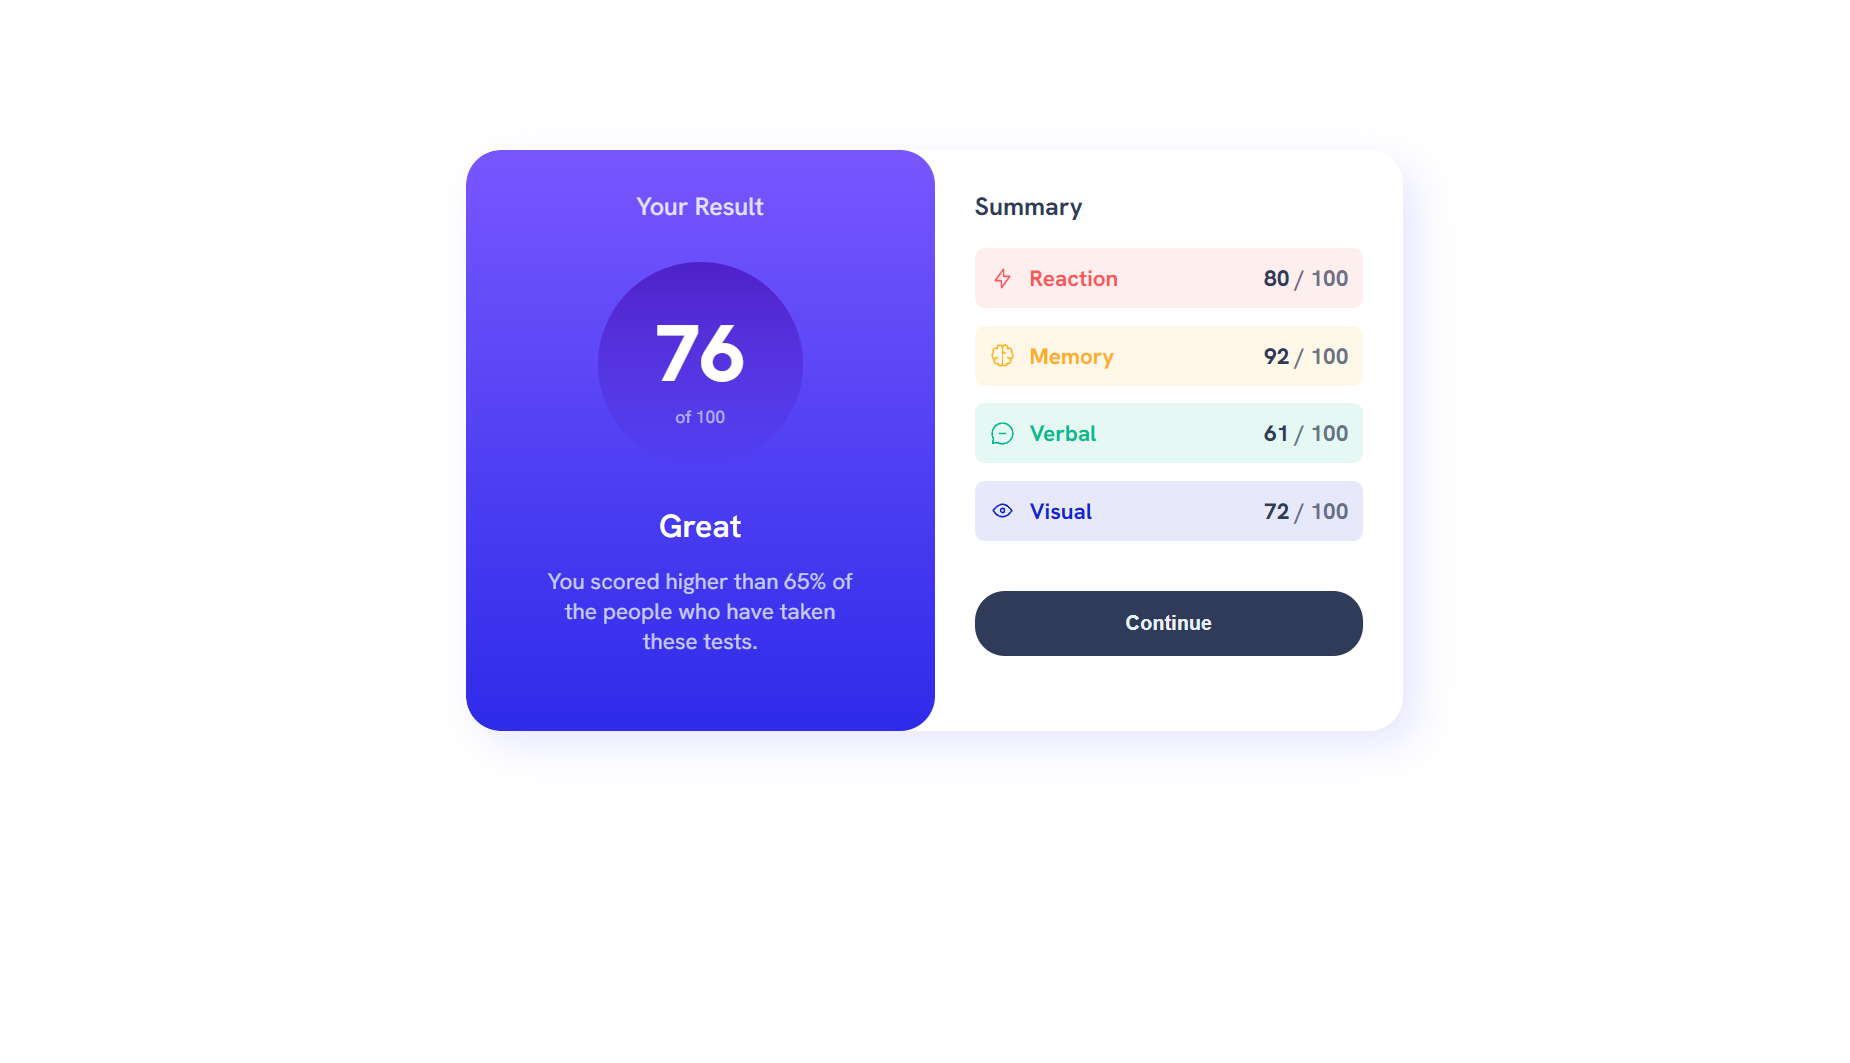 Your Result
76
of 100
Great
You scored higher than 65% of
the people who have taken
these tests.
Summary
Reaction 80 / 100
Memory 92 / 100
Verbal 61 / 100
Visual 72 / 100
Continue